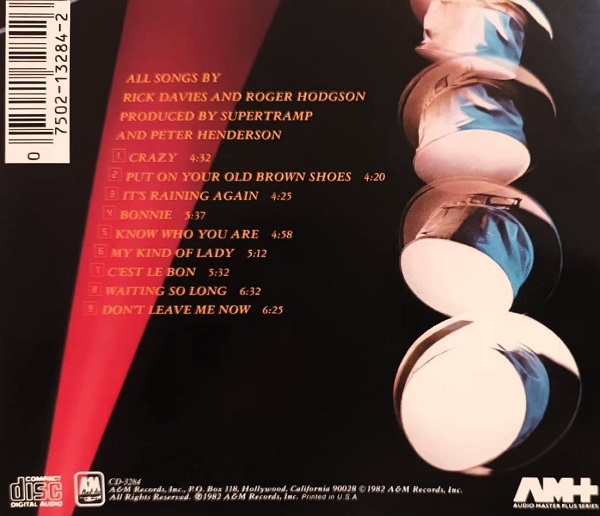 0 7502-13284-2
ALL SONGS BY
RICK DAVIES AND ROGER HODGSON
PRODUCED BY SUPERTRAMP
AND PETER HENDERSON
1 CRAZY 4:32
2 PUT ON YOUR OLD BROWN SHOES 4:20
3 IT'S RAINING AGAIN 4:25
4 BONNIE 5:37
5 KNOW WHO YOU ARE 4:58
6 MY KIND OF LADY 5:12
7 C'EST LE BON 5:32
8 WAITING SO LONG 6:32
9 DON'T LEAVE ME NOW 6:25
COMPACT
disc
DIGITAL AUDIO
A&M
CD-3284
A&M Records, Inc., P.O. Box 118, Hollywood, California 90028 © 1982 A&M Records, Inc.
All Rights Reserved. ℗1982 A&M Records, Inc. Printed in U.S.A.
AM+
AUDIO MASTER PLUS SERIES